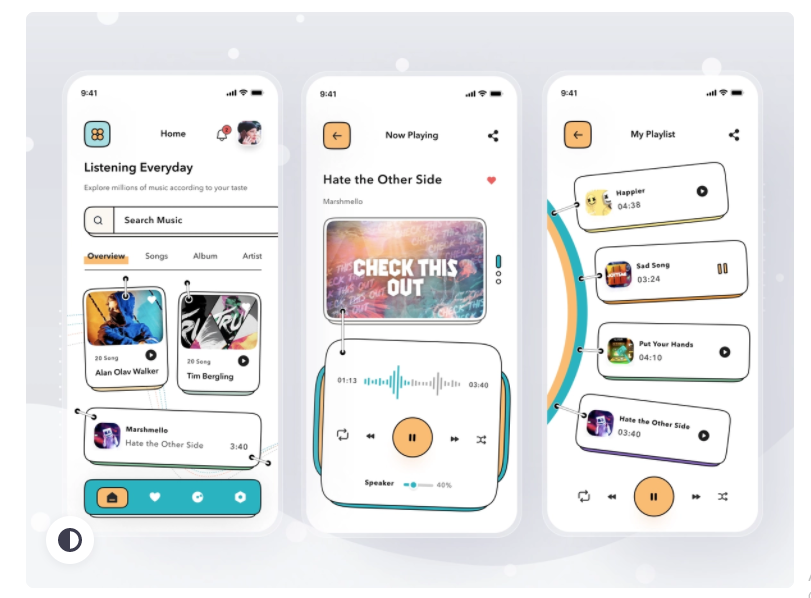 9:41
Home
2
Listening Everyday
Explore millions of music according to your taste
Search Music
Overview Songs Album Artist
20 Song
Alan Olav Walker
20 Song
Tim Bergling
Marshmello
Hate the Other Side 3:40
9:41
Now Playing
Hate the Other Side
Marshmello
CHECK THIS
OUT
01:13 03:40
Speaker 40%
9:41
My Playlist
Happier
04:38
Sad Song
03:24
Put Your Hands
04:10
Hate the Other Side
03:40